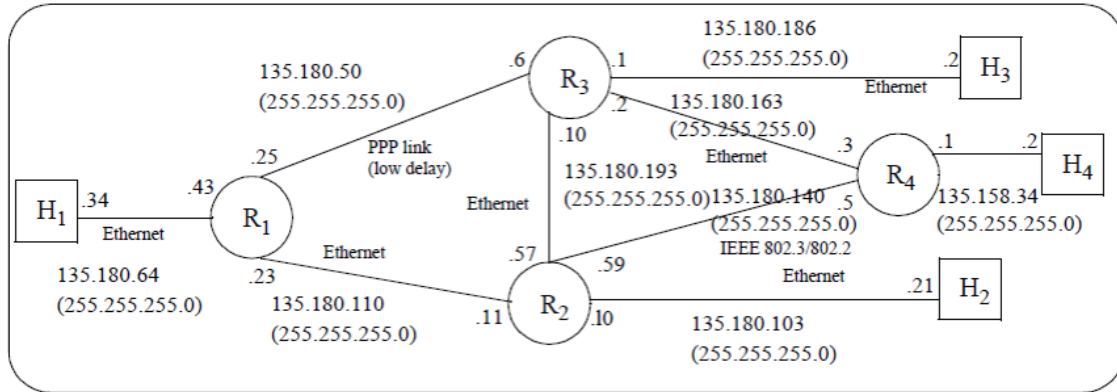 135.180.186
(255.255.255.0)
.6
.1
.2
H3
R3
Ethernet
135.180.50
(255.255.255.0)
.2
135.180.163
(255.255.255.0)
Ethernet
.10
PPP link
(low delay)
.25
.3
.1
.2
H4
R4
135.180.193
(255.255.255.0)
Ethernet
135.180.140
(255.255.255.0)
IEEE 802.3/802.2
.5
135.158.34
(255.255.255.0)
H1
.34
.43
R1
Ethernet
135.180.64
(255.255.255.0)
.23
Ethernet
135.180.110
(255.255.255.0)
.57
.59
.11
R2
.10
Ethernet
.21
H2
135.180.103
(255.255.255.0)